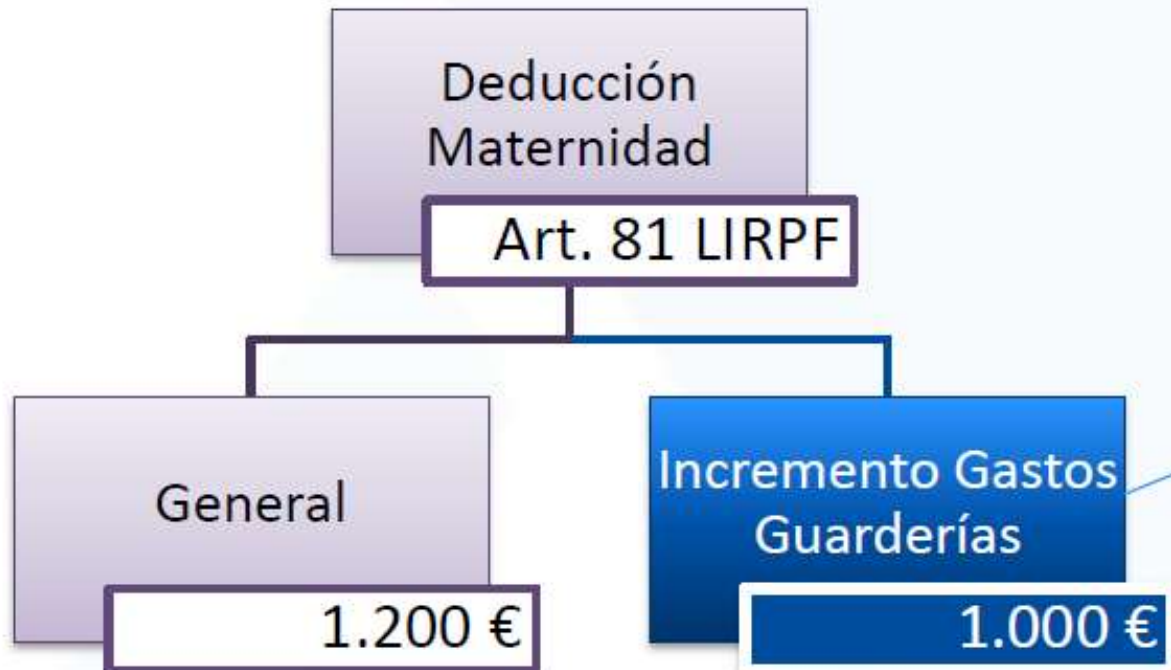 Deducción
Maternidad
Art. 81 LIRPF
General
1.200 €
Incremento Gastos
Guarderías
1.000 €